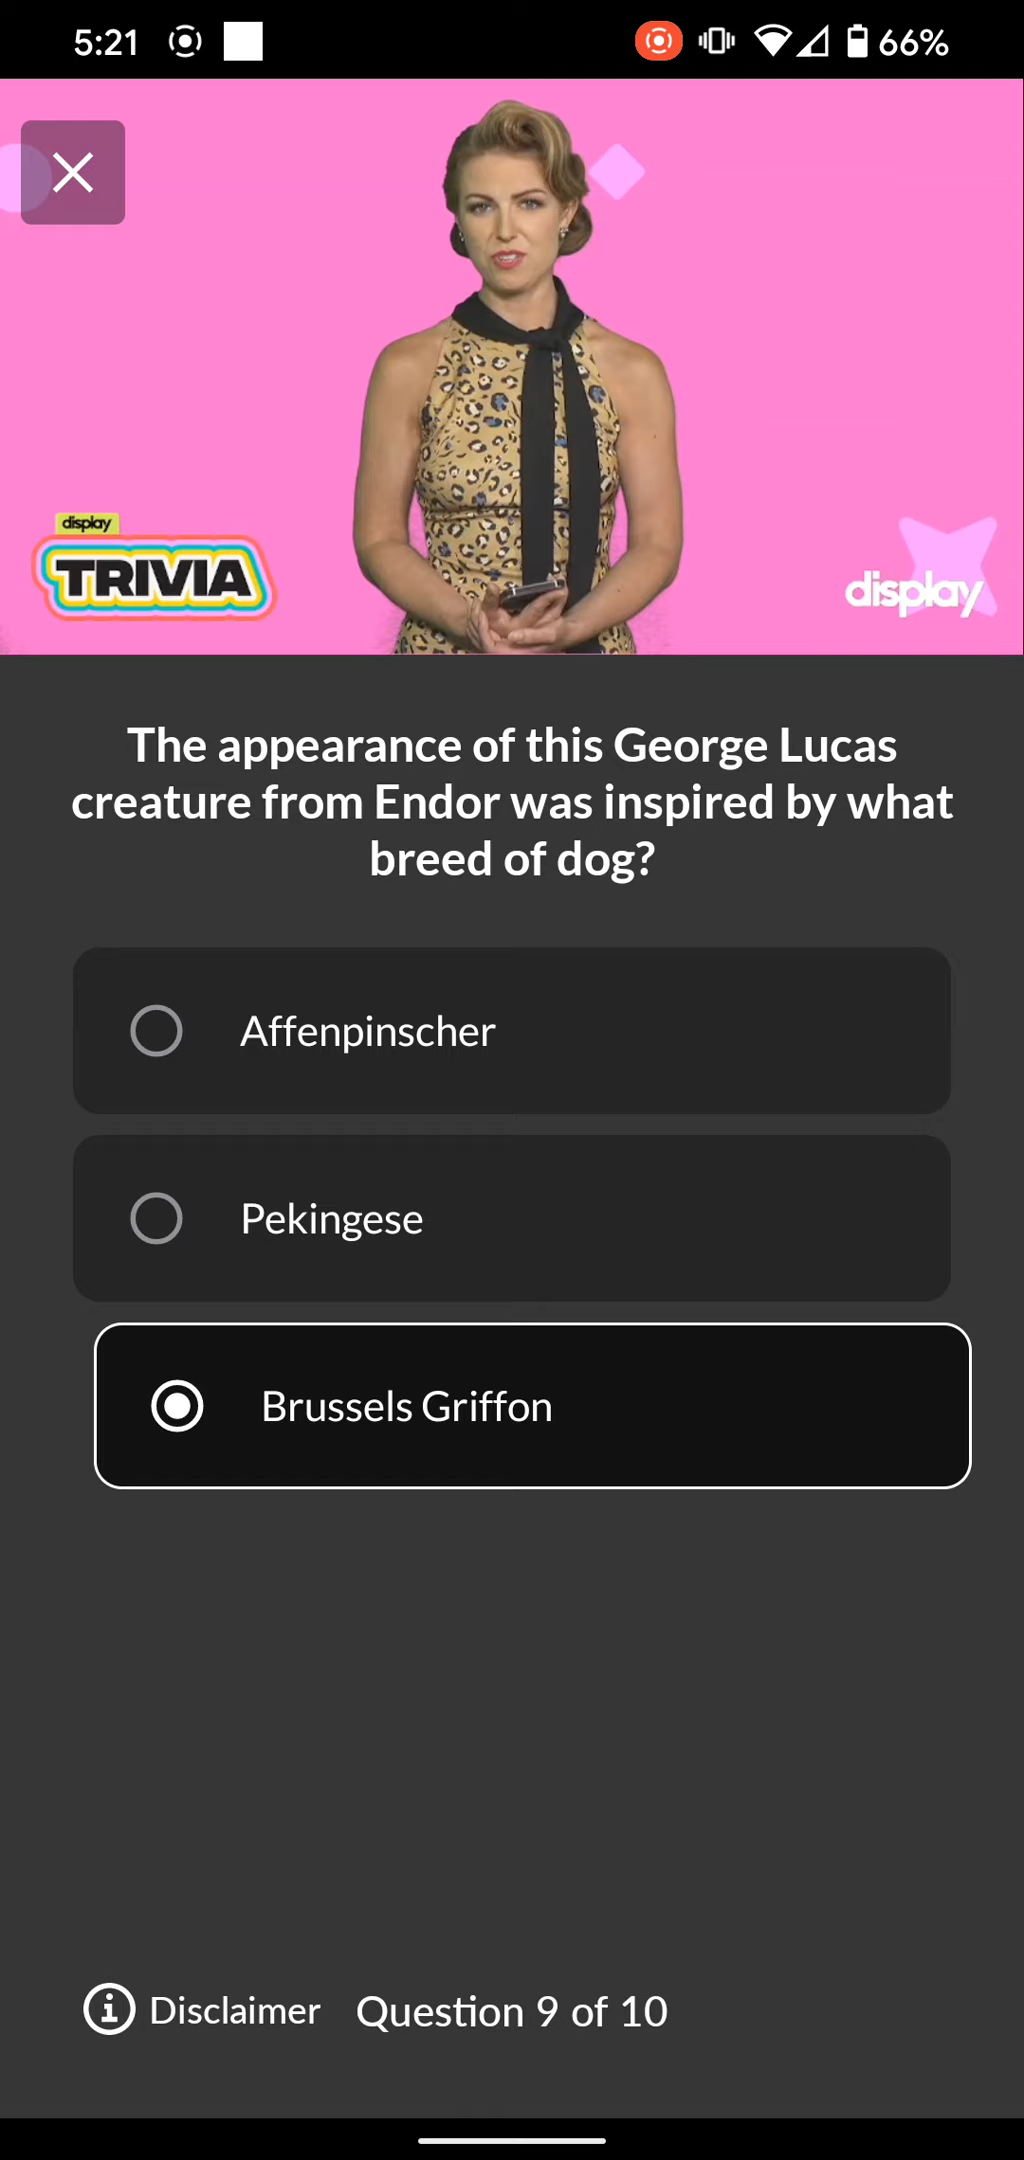 5:21
66%
display
TRIVIA
display
The appearance of this George Lucas
creature from Endor was inspired by what
breed of dog?
Affenpinscher
Pekingese
Brussels Griffon
Disclaimer
Question 9 of 10